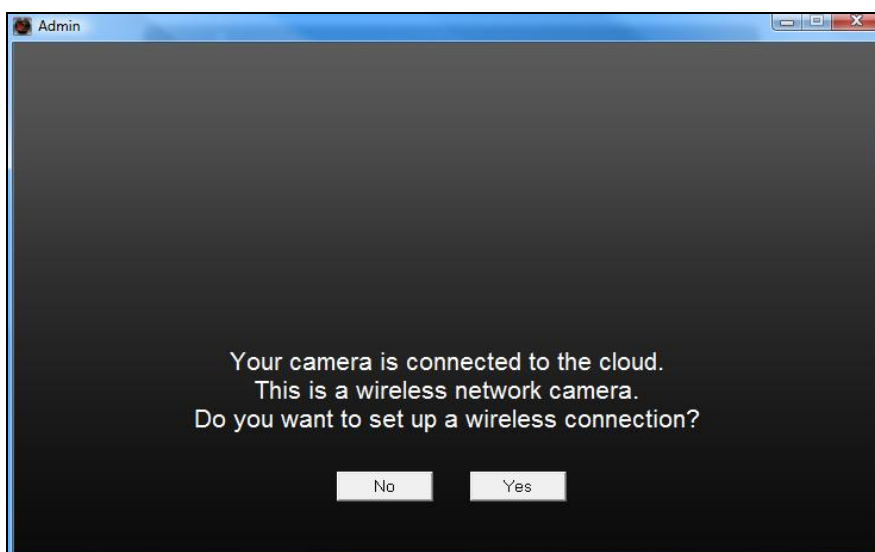 Admin
Your camera is connected to the cloud.
This is a wireless network camera.
Do you want to set up a wireless connection?
No
Yes